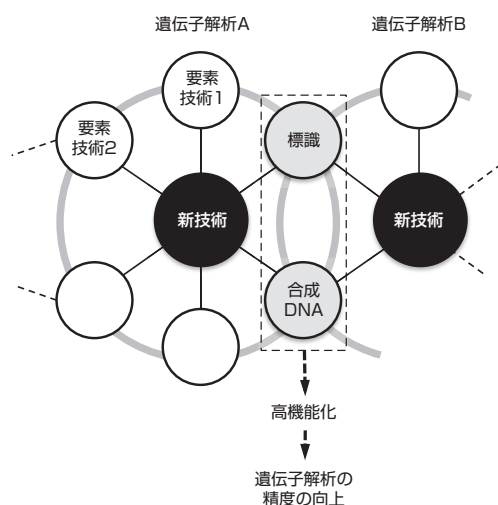 遺伝子解析A
遺伝子解析B
要素
技術1
要素
技術2
標識
新技術
新技術
合成
DNA
高機能化
遺伝子解析の
精度の向上